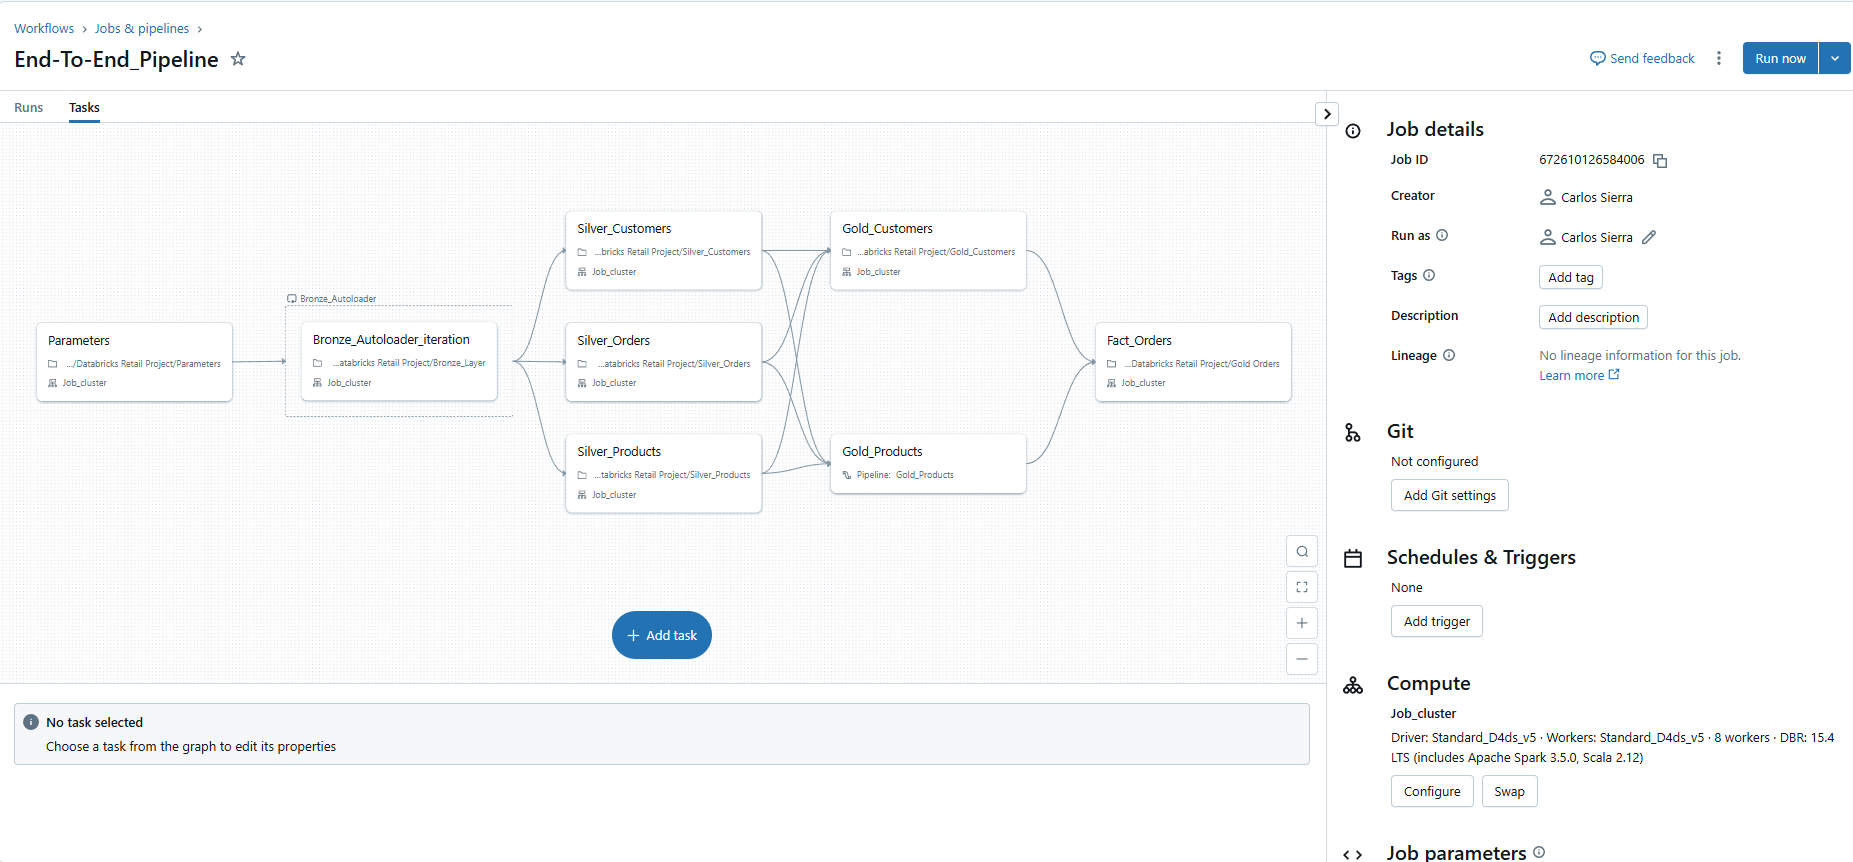 Workflows › Jobs & pipelines ›
End-To-End_Pipeline
Send feedback
Run now
Runs
Tasks
Parameters
.../Databricks Retail Project/Parameters
Job_cluster
Bronze_Autoloader
Bronze_Autoloader_iteration
...atabricks Retail Project/Bronze_Layer
Job_cluster
Silver_Customers
...bricks Retail Project/Silver_Customers
Job_cluster
Silver_Orders
...atabricks Retail Project/Silver_Orders
Job_cluster
Silver_Products
...tabricks Retail Project/Silver_Products
Job_cluster
Gold_Customers
...abricks Retail Project/Gold_Customers
Job_cluster
Gold_Products
Pipeline: Gold_Products
Fact_Orders
...Databricks Retail Project/Gold Orders
Job_cluster
+ Add task
No task selected
Choose a task from the graph to edit its properties
Job details
Job ID 672610126584006
Creator Carlos Sierra
Run as Carlos Sierra
Tags Add tag
Description Add description
Lineage No lineage information for this job.
Learn more
Git
Not configured
Add Git settings
Schedules & Triggers
None
Add trigger
Compute
Job_cluster
Driver: Standard_D4ds_v5 · Workers: Standard_D4ds_v5 · 8 workers · DBR: 15.4
LTS (includes Apache Spark 3.5.0, Scala 2.12)
Configure Swap
Job parameters